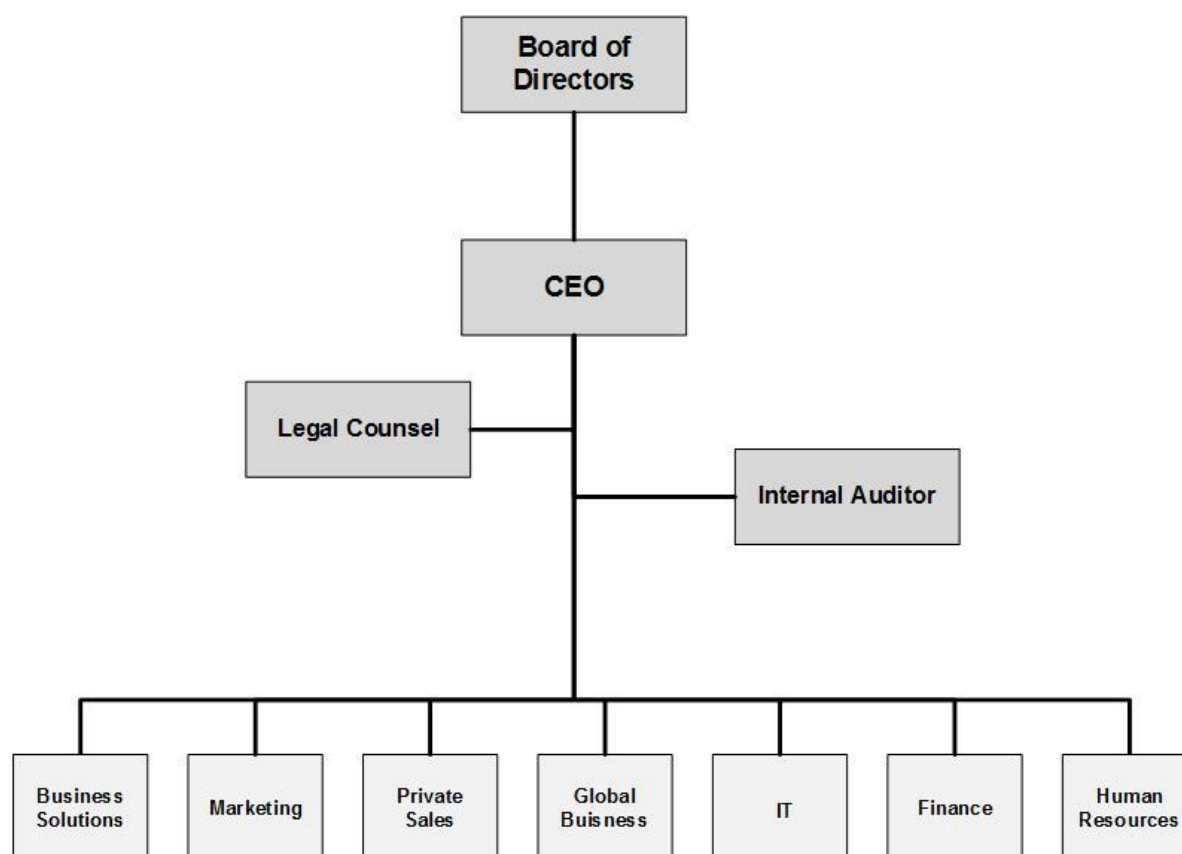 Board of
Directors
CEO
Legal Counsel
Internal Auditor
Business
Solutions
Marketing
Private
Sales
Global
Buisness
IT
Finance
Human
Resources